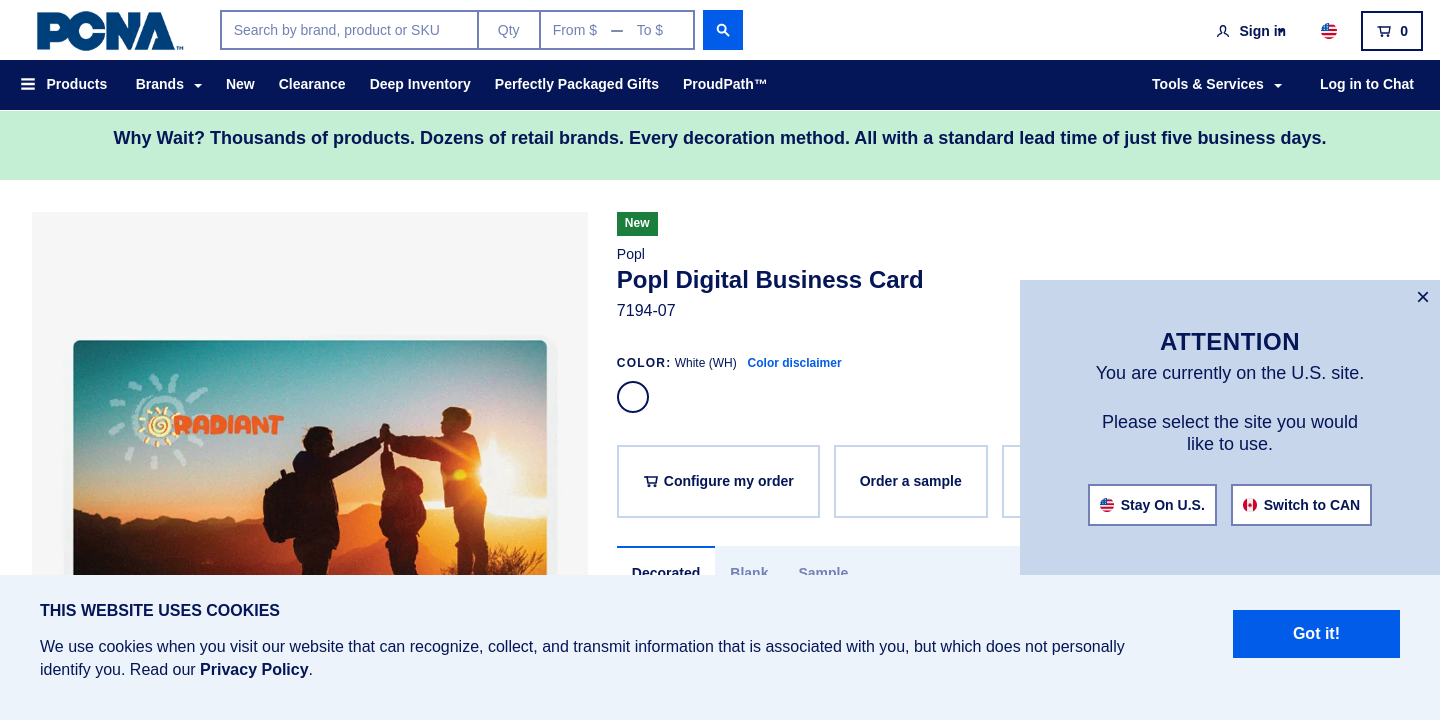 PCNA™
Search by brand, product or SKU
Qty
From $
To $
Sign in
0
Products
Brands
New
Clearance
Deep Inventory
Perfectly Packaged Gifts
ProudPath™
Tools & Services
Log in to Chat
Why Wait? Thousands of products. Dozens of retail brands. Every decoration method. All with a standard lead time of just five business days.
RADIANT
New
Popl
Popl Digital Business Card
7194-07
COLOR: White (WH) Color disclaimer
Configure my order
Order a sample
Decorated
Blank
Sample
×
ATTENTION
You are currently on the U.S. site.
Please select the site you would
like to use.
Stay On U.S.
Switch to CAN
THIS WEBSITE USES COOKIES
We use cookies when you visit our website that can recognize, collect, and transmit information that is associated with you, but which does not personally
identify you. Read our Privacy Policy.
Got it!